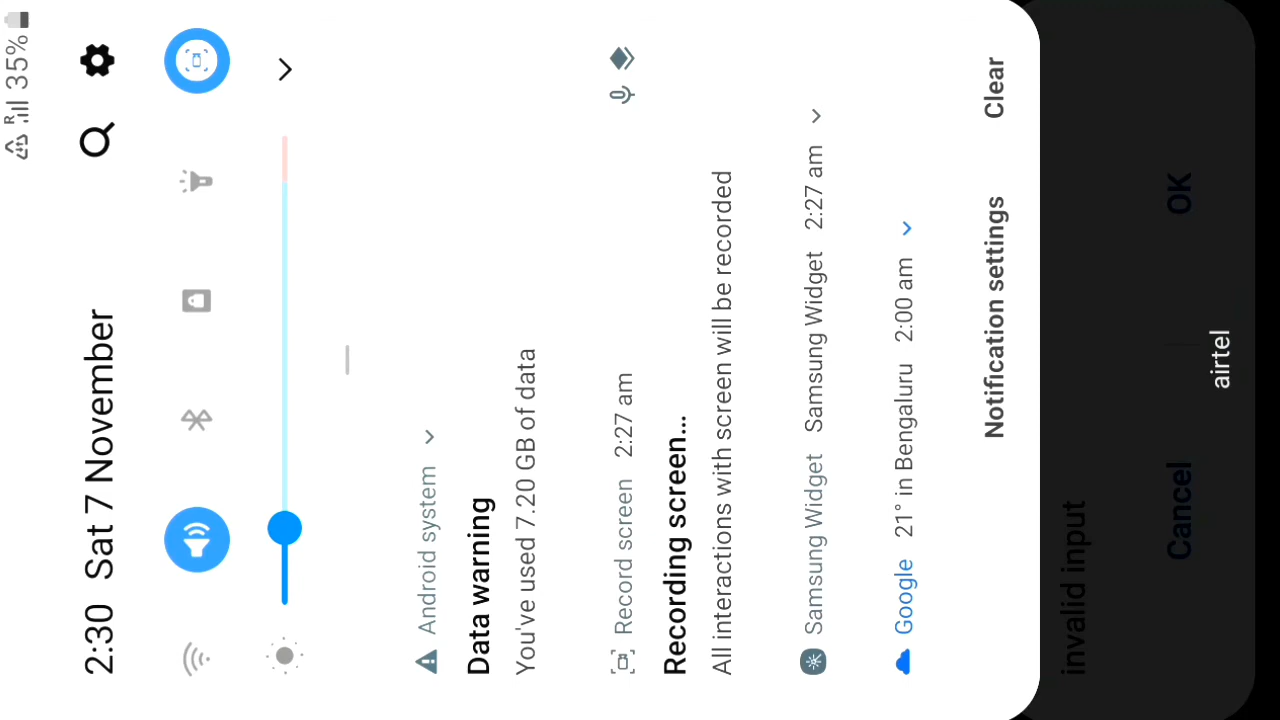 35%
2:30 Sat 7 November
Android system
Data warning
You've used 7.20 GB of data
Record screen 2:27 am
Recording screen...
All interactions with screen will be recorded
Samsung Widget Samsung Widget 2:27 am
Google 21° in Bengaluru 2:00 am
Notification settings Clear
invalid input
Cancel OK
airtel